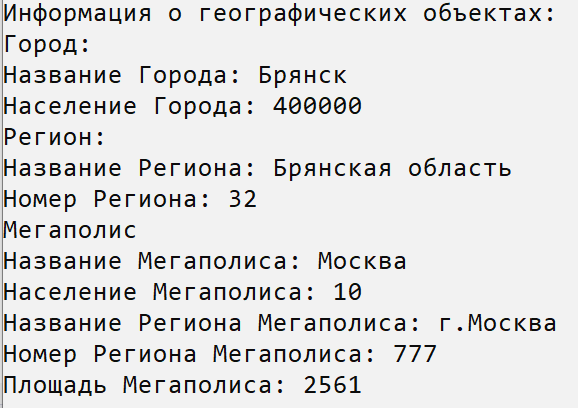 Информация о географических объектах:
Город:
Название Города: Брянск
Население Города: 400000
Регион:
Название Региона: Брянская область
Номер Региона: 32
Мегаполис
Название Мегаполиса: Москва
Население Мегаполиса: 10
Название Региона Мегаполиса: г.Москва
Номер Региона Мегаполиса: 777
Площадь Мегаполиса: 2561